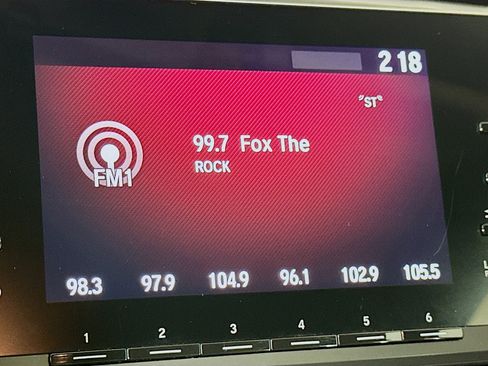 2 18
"ST"
99.7 Fox The
FM1
ROCK
98.3 97.9 104.9 96.1 102.9 105.5
1 2 3 4 5 6